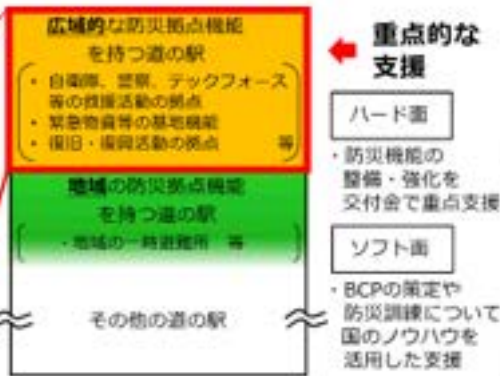 広域的な防災拠点機能
を持つ道の駅
・ 自衛隊、警察、テックフォース
等の救援活動の拠点
・ 緊急物資等の基地機能
・ 復旧・復興活動の拠点 等
地域の防災拠点機能
を持つ道の駅
・地域の一時避難所 等
その他の道の駅
重点的な
支援
ハード面
・防災機能の
整備・強化を
交付金で重点支援
ソフト面
・BCPの策定や
防災訓練について
国のノウハウを
活用した支援